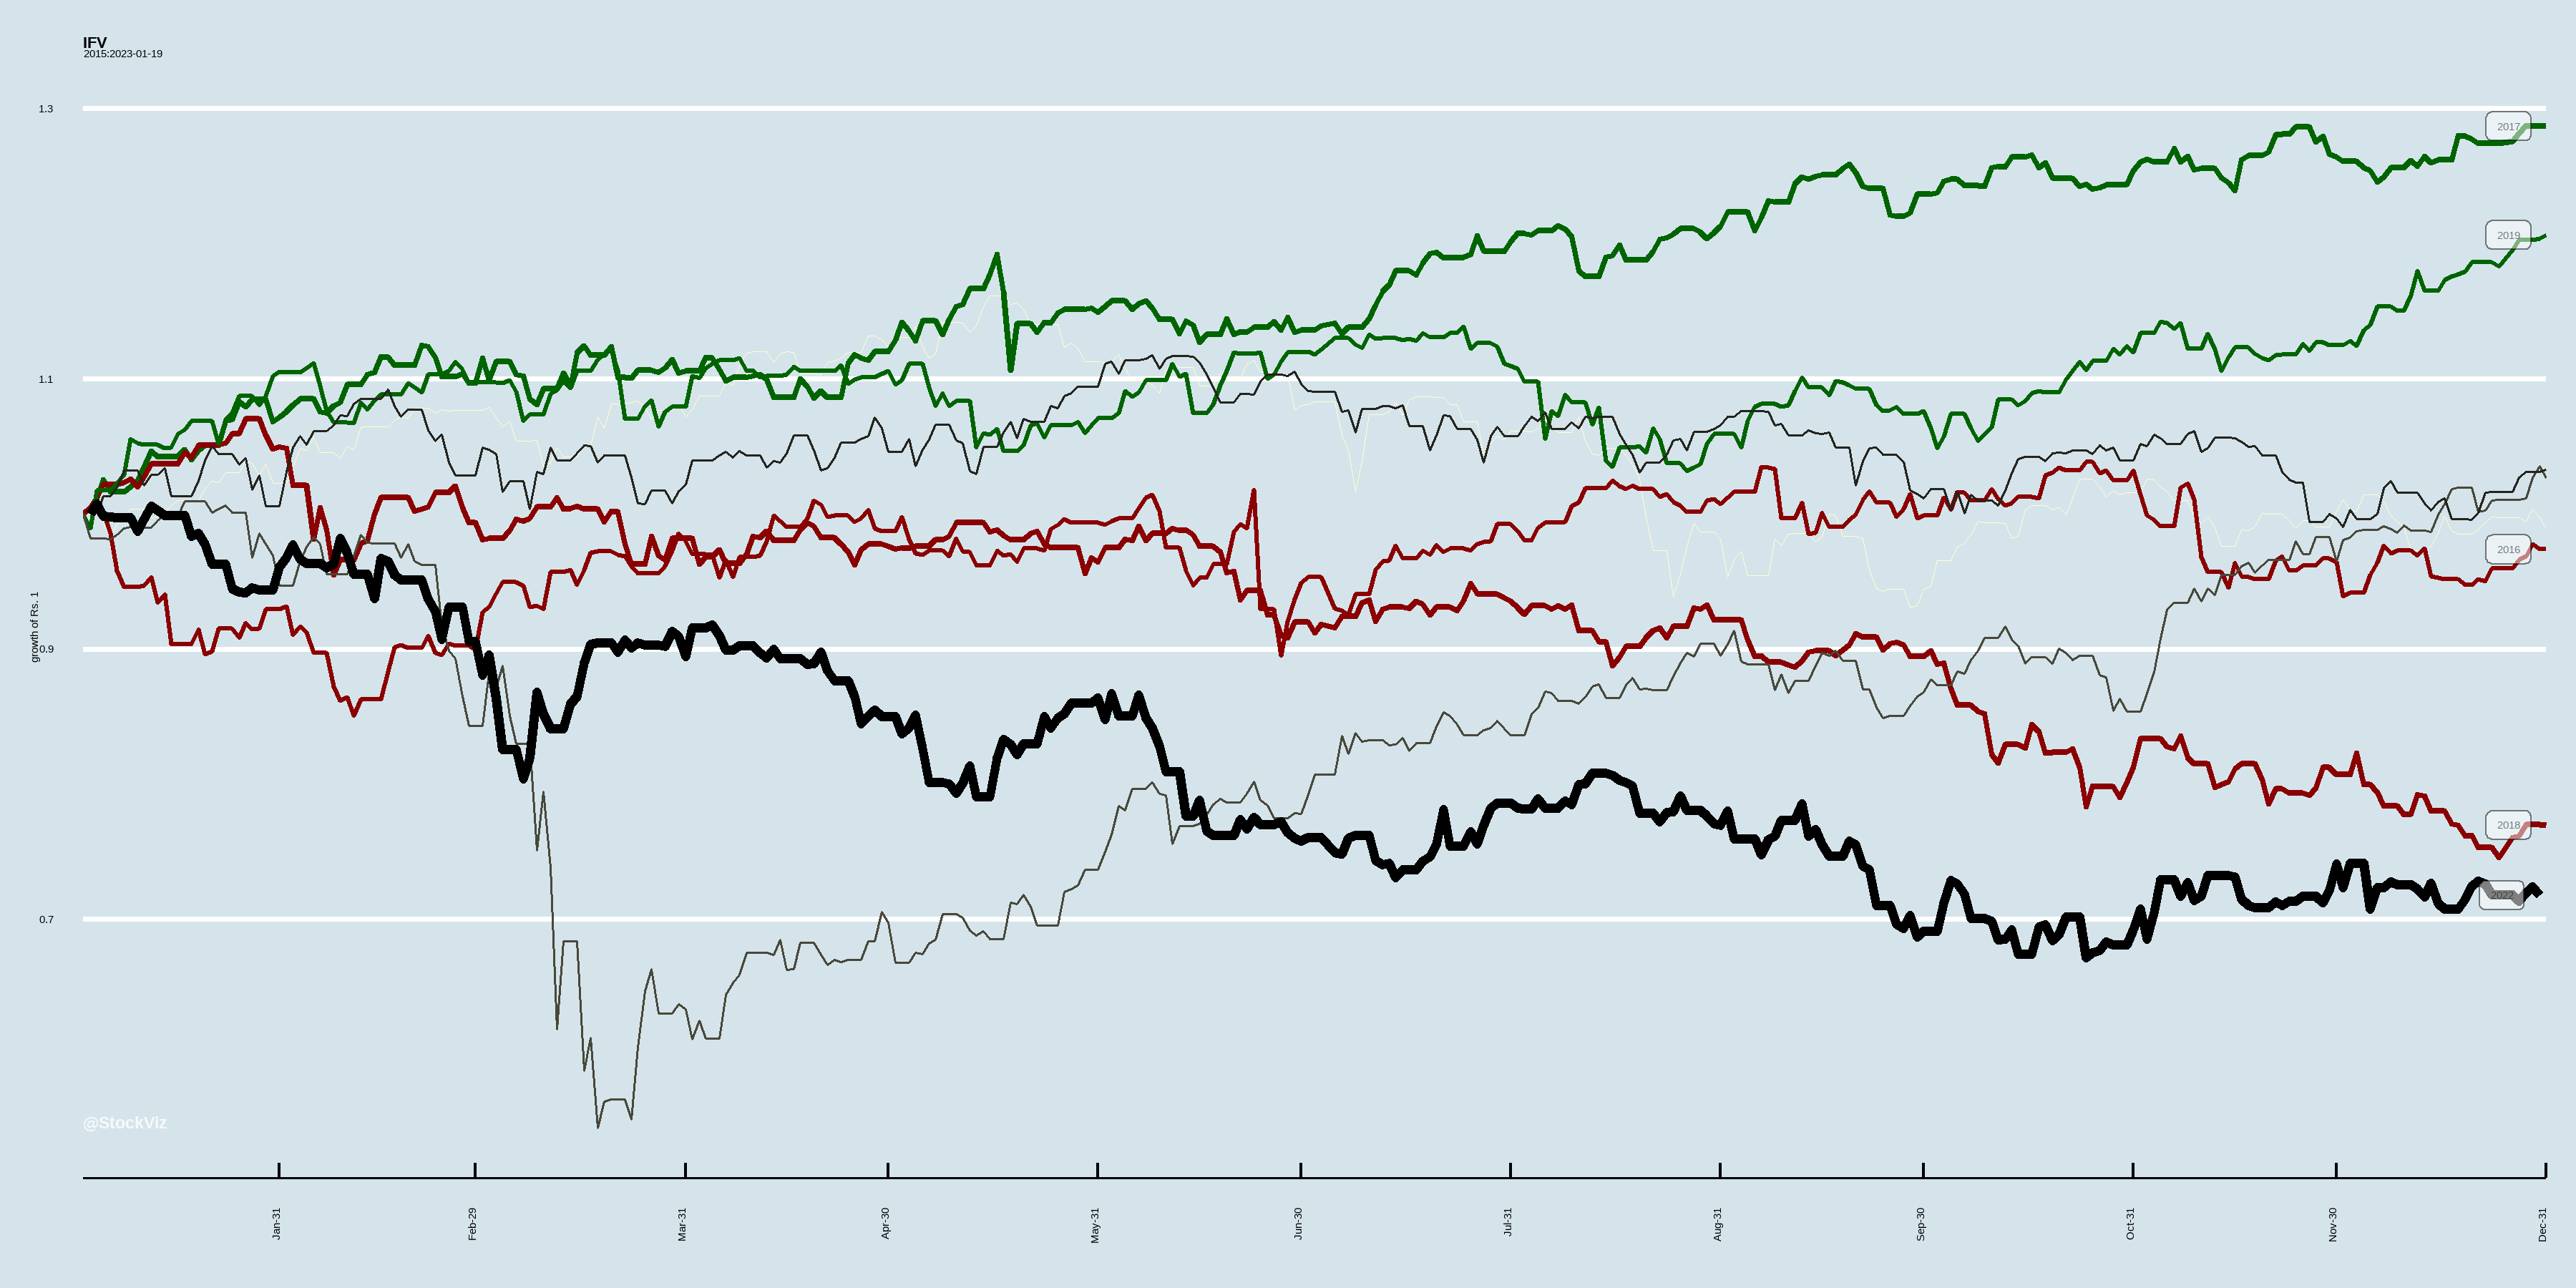 IFV
2015:2023-01-19
1.3
1.1
0.9
0.7
growth of Rs. 1
2017
2019
2016
2018
2022
@StockViz
Jan-31
Feb-29
Mar-31
Apr-30
May-31
Jun-30
Jul-31
Aug-31
Sep-30
Oct-31
Nov-30
Dec-31